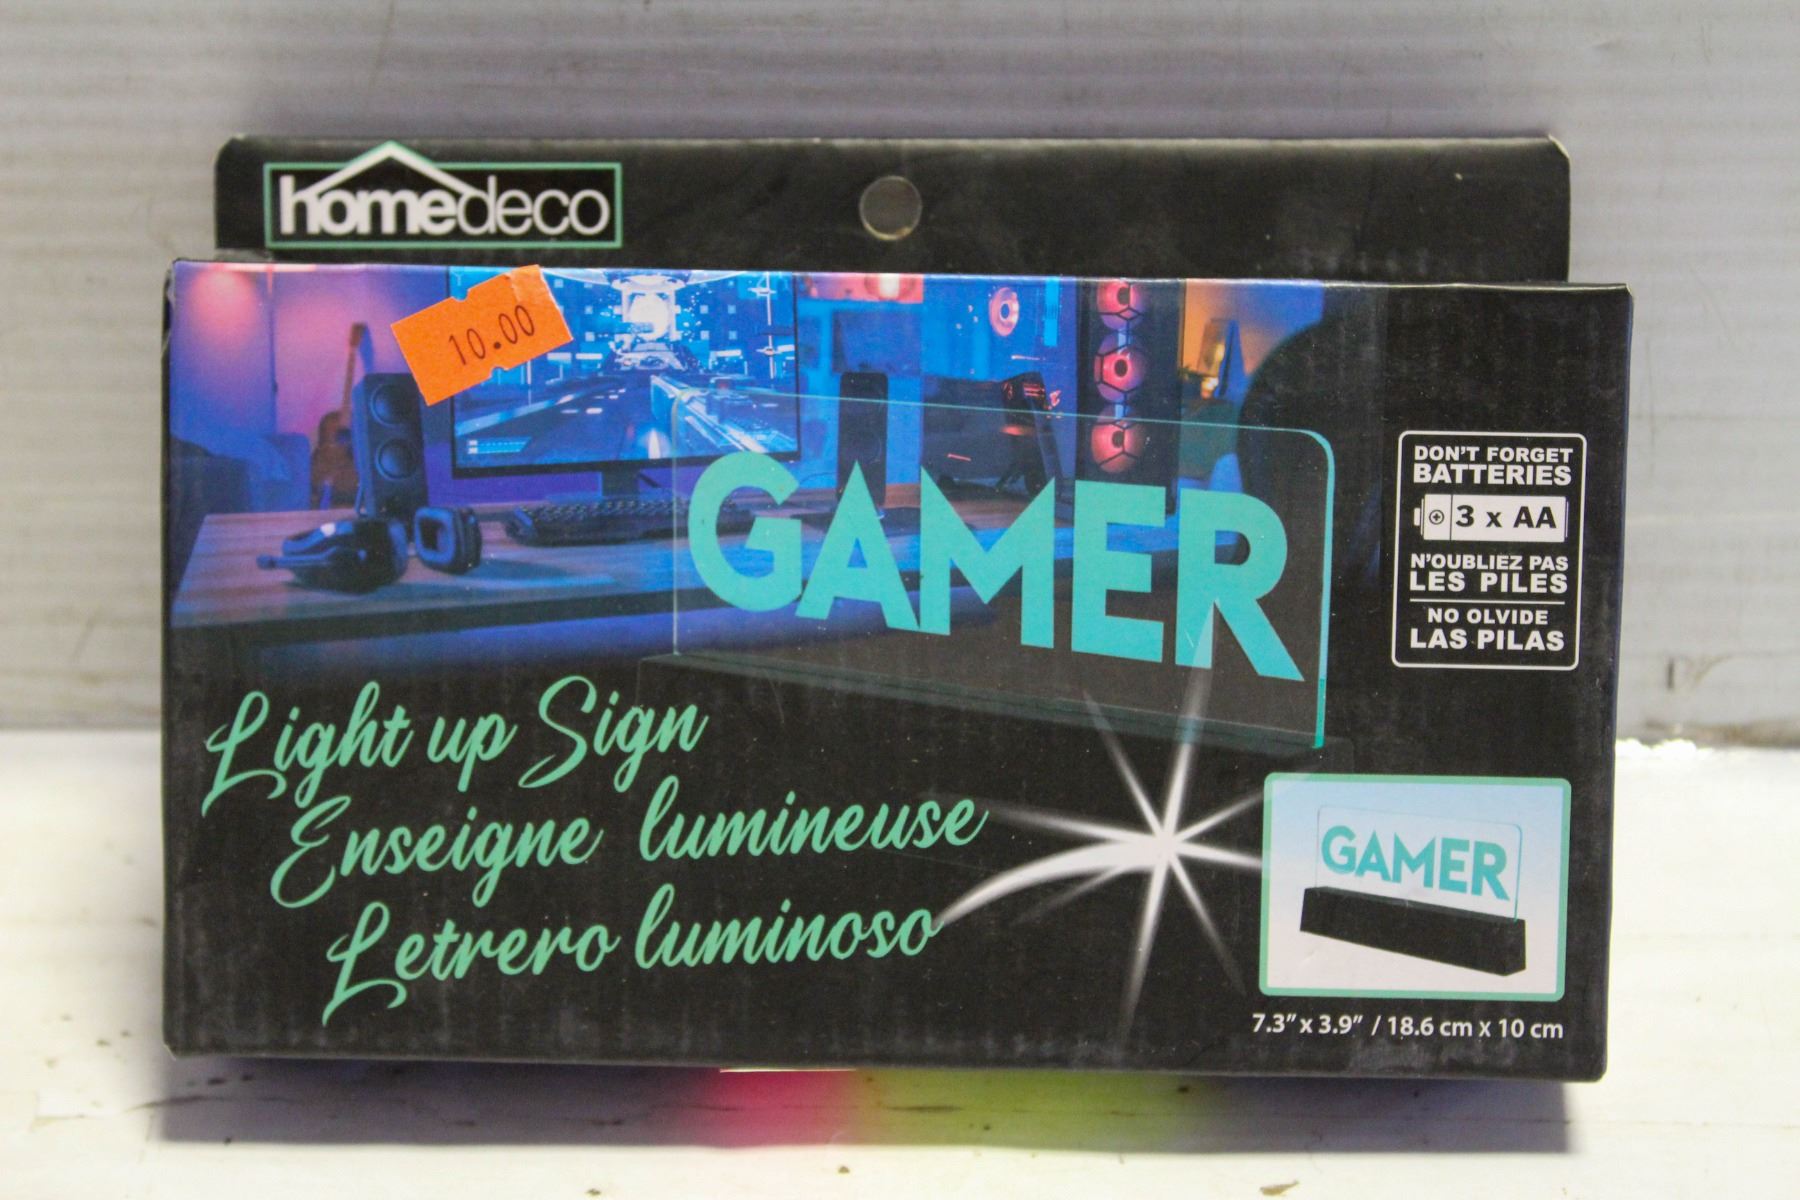 homedeco
10.00
GAMER
DON'T FORGET
BATTERIES
3 x AA
N'OUBLIEZ PAS
LES PILES
NO OLVIDE
LAS PILAS
Light up Sign
Enseigne lumineuse
Letrero luminoso
GAMER
7.3" x 3.9" / 18.6 cm x 10 cm